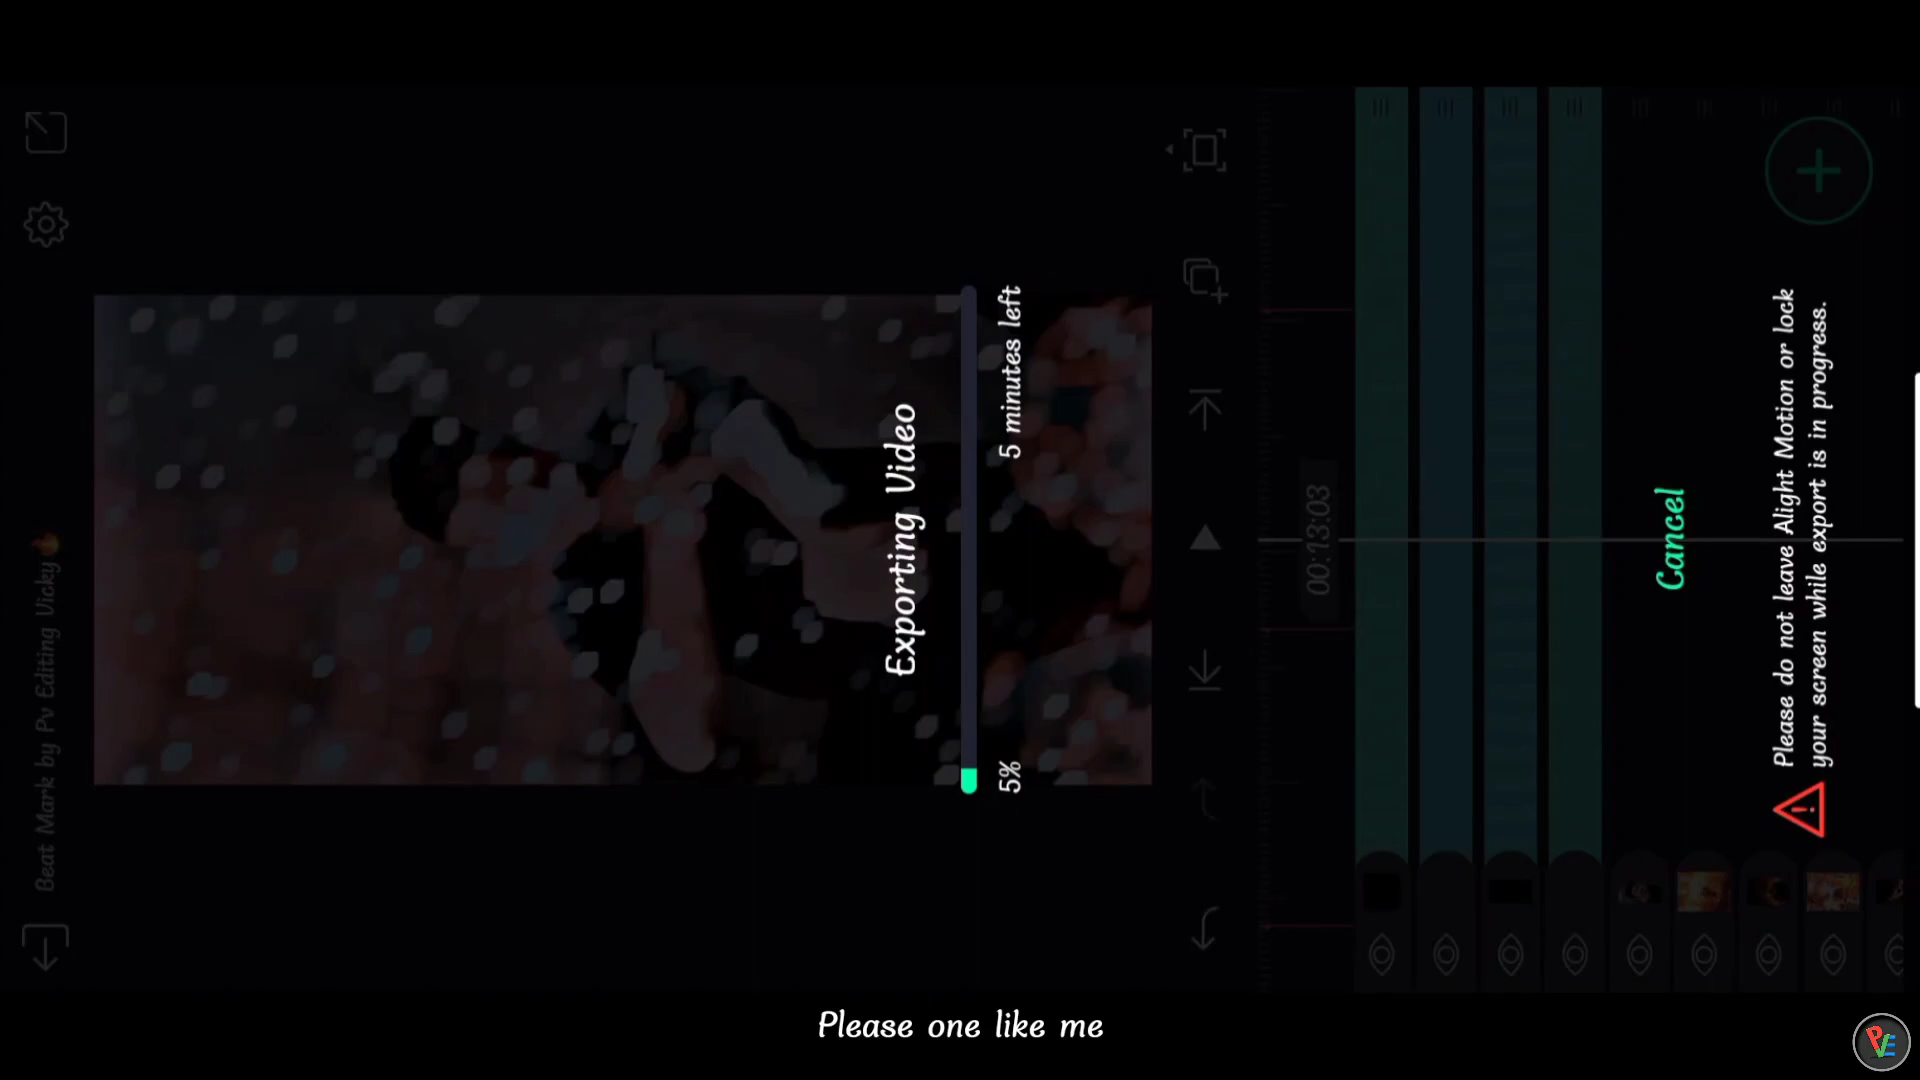 Beat Mark by Pv Editing Vicky🔥
Exporting Video
5%
5 minutes left
00:13:03
Cancel
Please do not leave Alight Motion or lock
your screen while export is in progress.
Please one like me
PVE